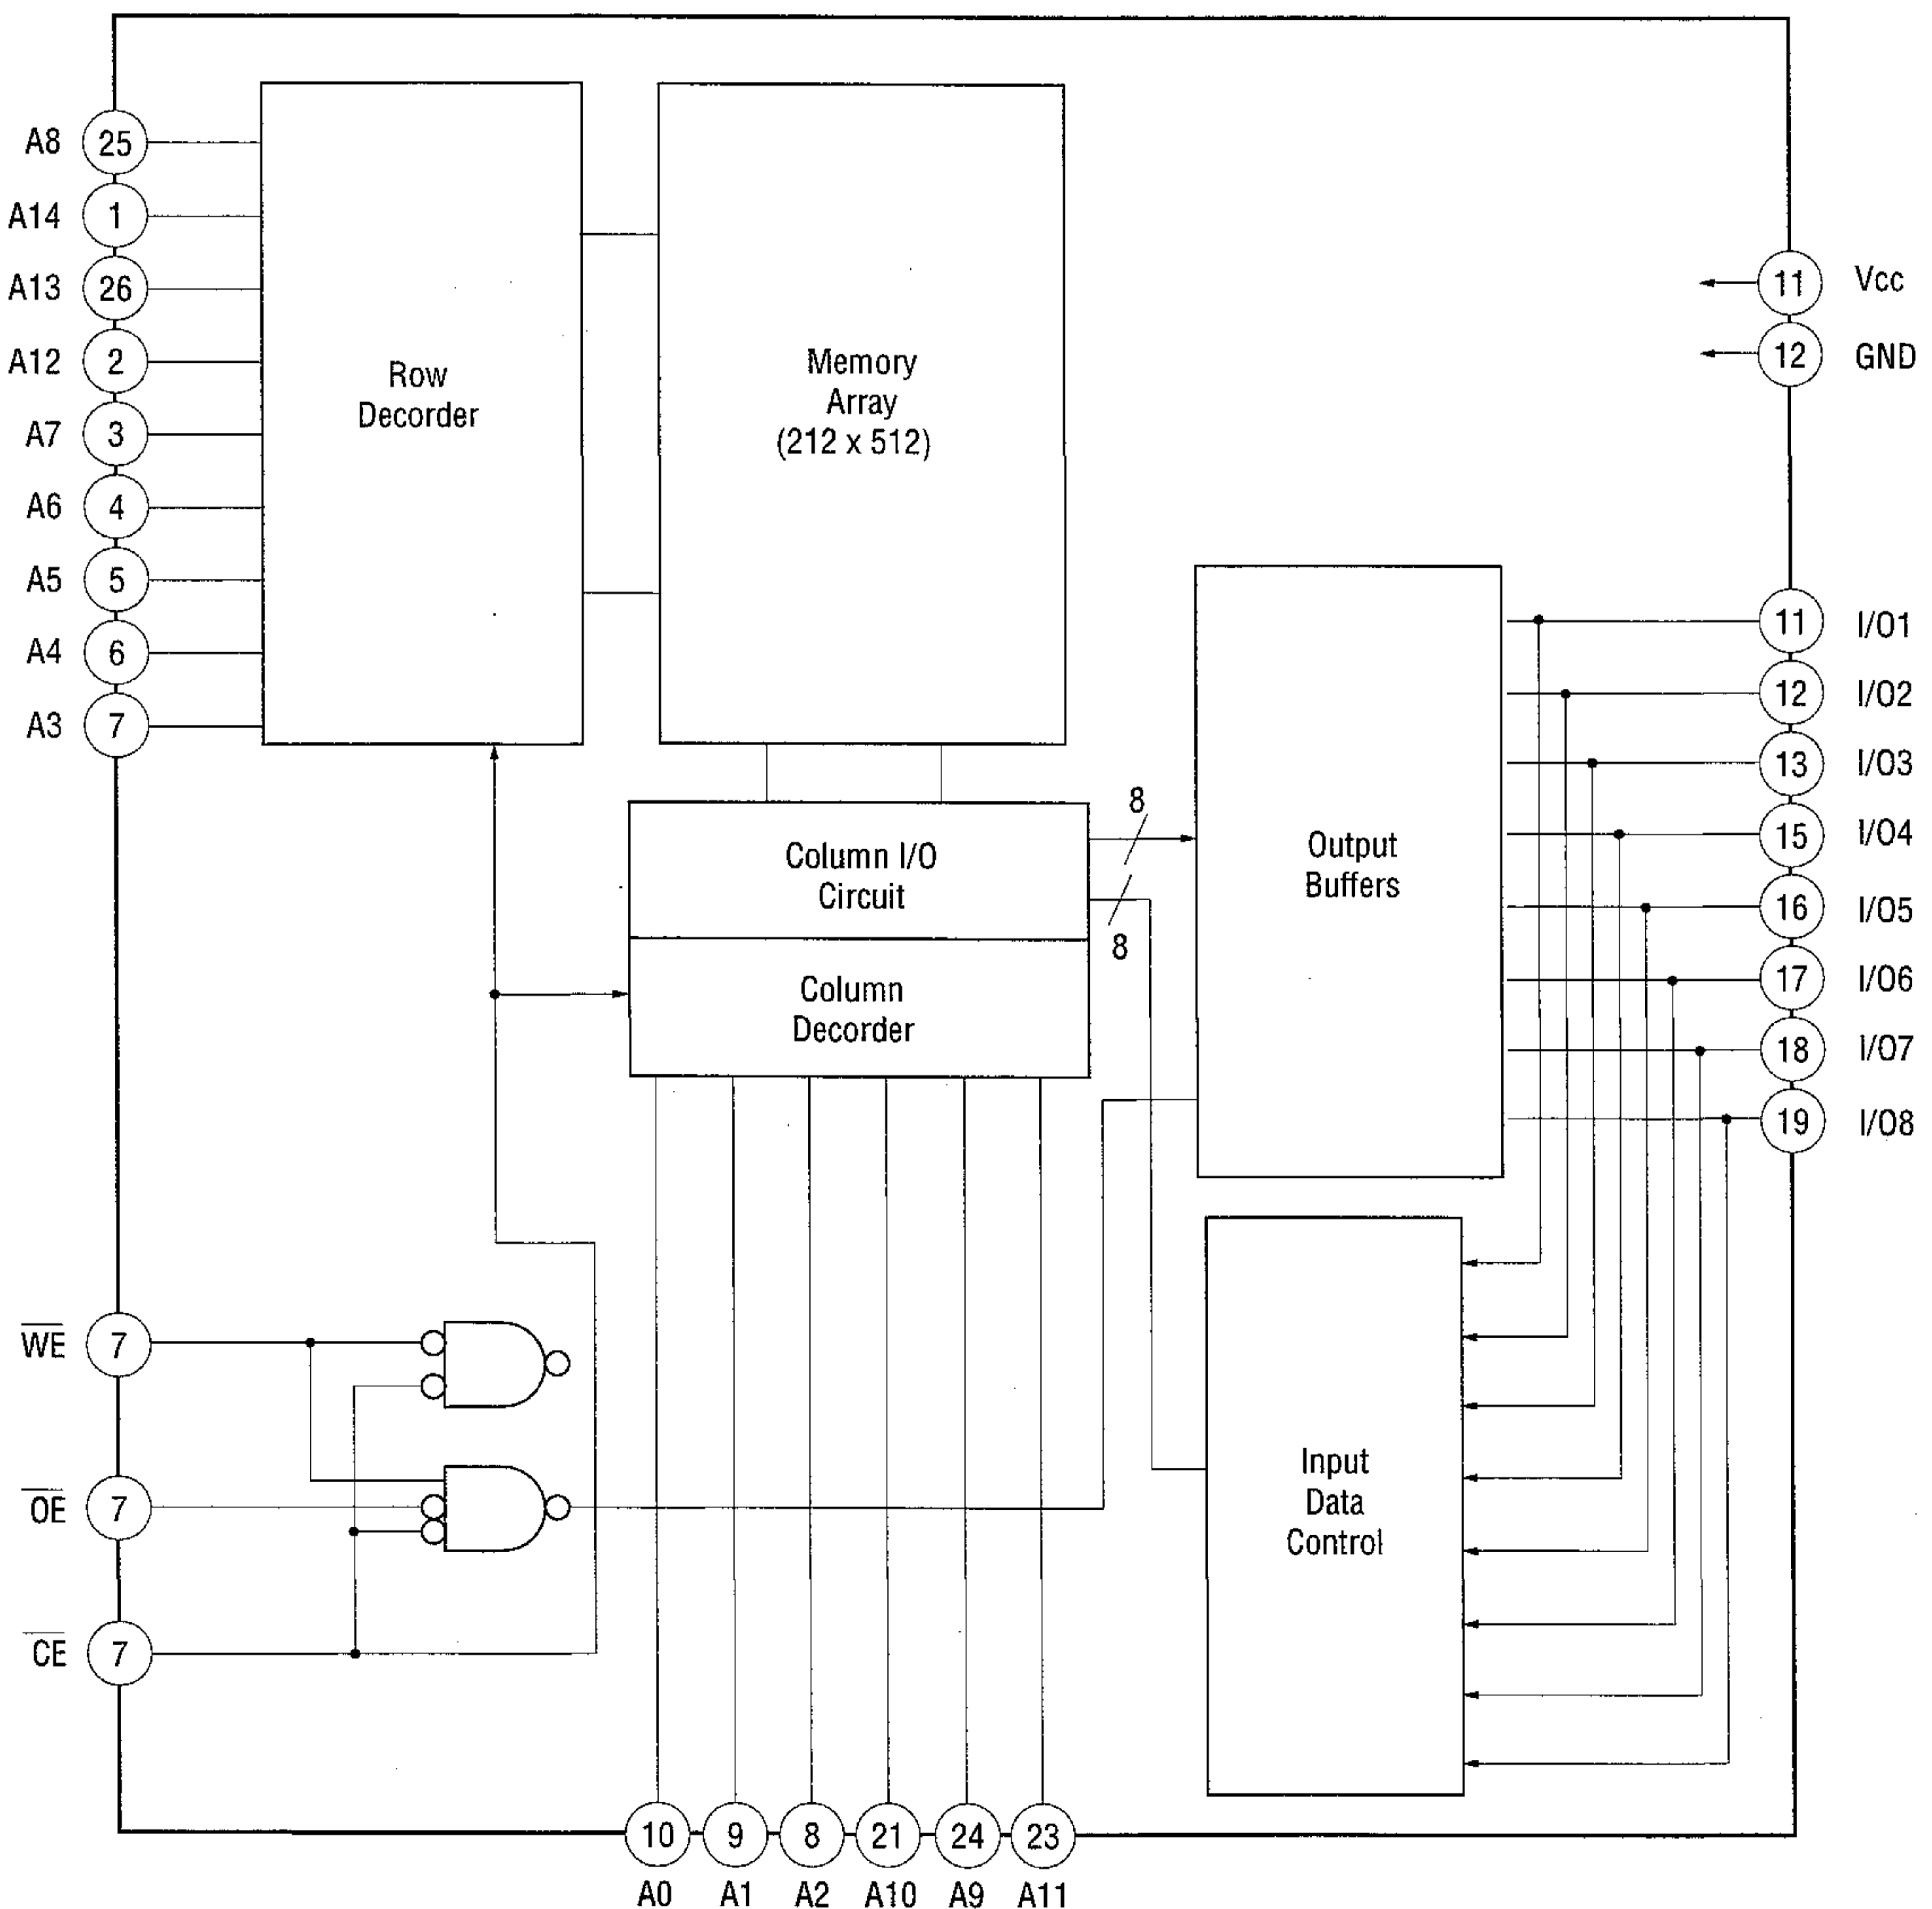 A8 25
A14 1
A13 26
A12 2
A7 3
A6 4
A5 5
A4 6
A3 7
Row
Decorder
Memory
Array
(212 x 512)
11 Vcc
12 GND
11 I/O1
12 I/O2
13 I/O3
15 I/O4
16 I/O5
17 I/O6
18 I/O7
19 I/O8
8
Column I/O
Circuit
8
Column
Decorder
Output
Buffers
WE 7
OE 7
CE 7
Input
Data
Control
10 9 8 21 24 23
A0 A1 A2 A10 A9 A11